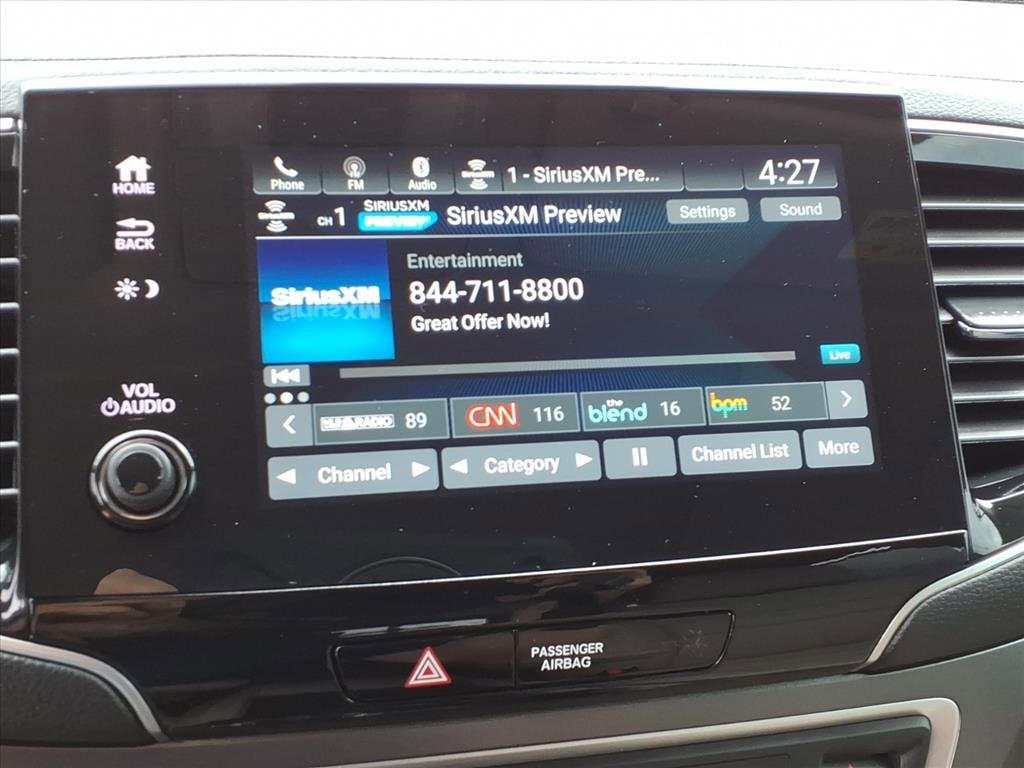 HOME
BACK
VOL
AUDIO
Phone
FM
Audio
1 - SiriusXM Pre...
4:27
CH 1
SIRIUSXM
PREVIEW
SiriusXM Preview
Settings
Sound
SiriusXM
Entertainment
844-711-8800
Great Offer Now!
Live
RADIO 89
CNN 116
the blend 16
bpm 52
Channel
Category
Channel List
More
PASSENGER
AIRBAG